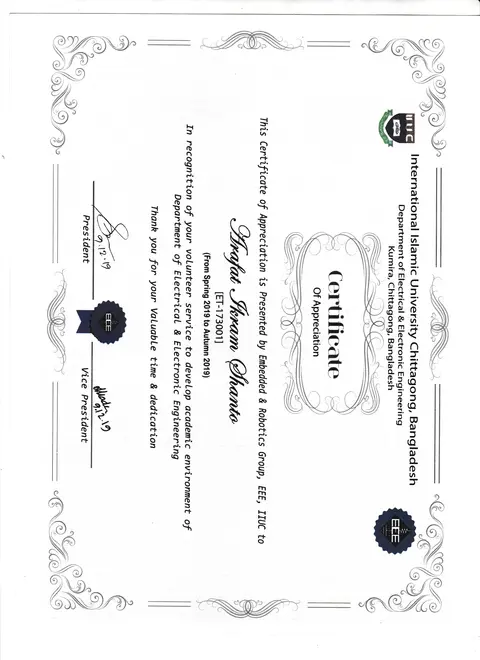 International Islamic University Chittagong, Bangladesh
Department of Electrical & Electronic Engineering
Kumira, Chittagong, Bangladesh
IIUC
EEE
Certificate
Of Appreciation
This Certificate of Appreciation is Presented by Embedded & Robotics Group, EEE, IIUC to
Arafat Ikram Shanto
[ET-173001]
(From Spring 2019 to Autumn 2019)
In recognition of your volunteer service to develop academic environment of
Department of Electrical & Electronic Engineering
Thank you for your Valuable time & dedication
9.12.19
President
EEE
9.12.19
Vice President